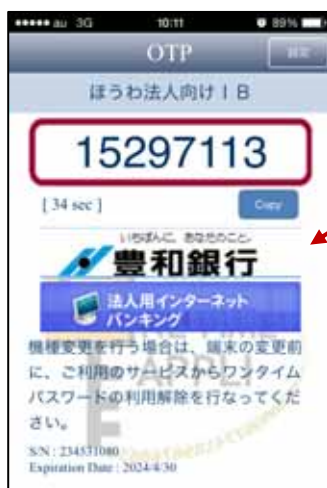 au 3G 10:11 89%
OTP
設定
ほうわ法人向けIB
15297113
[ 34 sec ]
Copy
いちばんに、あなたのこと。
豊和銀行
法人用インターネット
バンキング
機種変更を行う場合は、端末の変更前
に、ご利用のサービスからワンタイム
パスワードの利用解除を行なってくだ
さい。
S/N : 234531080
Expiration Date : 2024/4/30